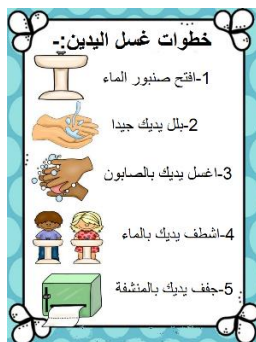 خطوات غسل اليدين:-
1-افتح صنبور الماء
2-بلل يديك جيدا
3-اغسل يديك بالصابون
4-اشطف يديك بالماء
5-جفف يديك بالمنشفة